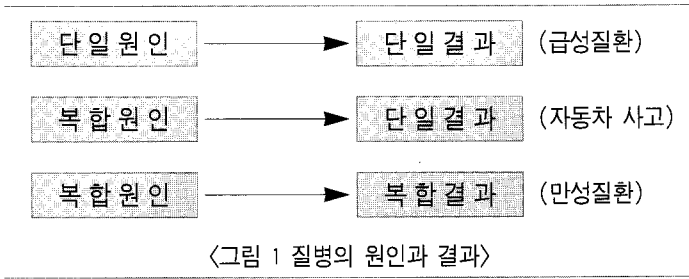 단일원인 단일결과 (급성질환)
복합원인 단일결과 (자동차 사고)
복합원인 복합결과 (만성질환)
<그림 1 질병의 원인과 결과>